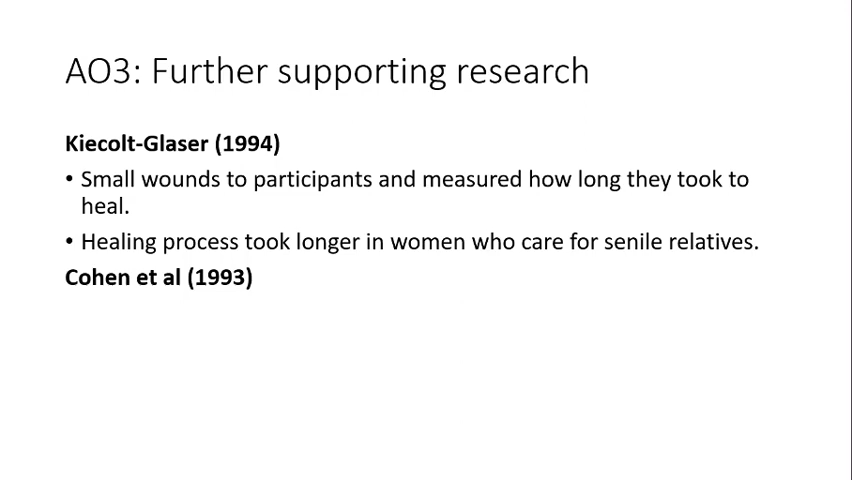 AO3: Further supporting research
Kiecolt-Glaser (1994)
• Small wounds to participants and measured how long they took to
heal.
• Healing process took longer in women who care for senile relatives.
Cohen et al (1993)